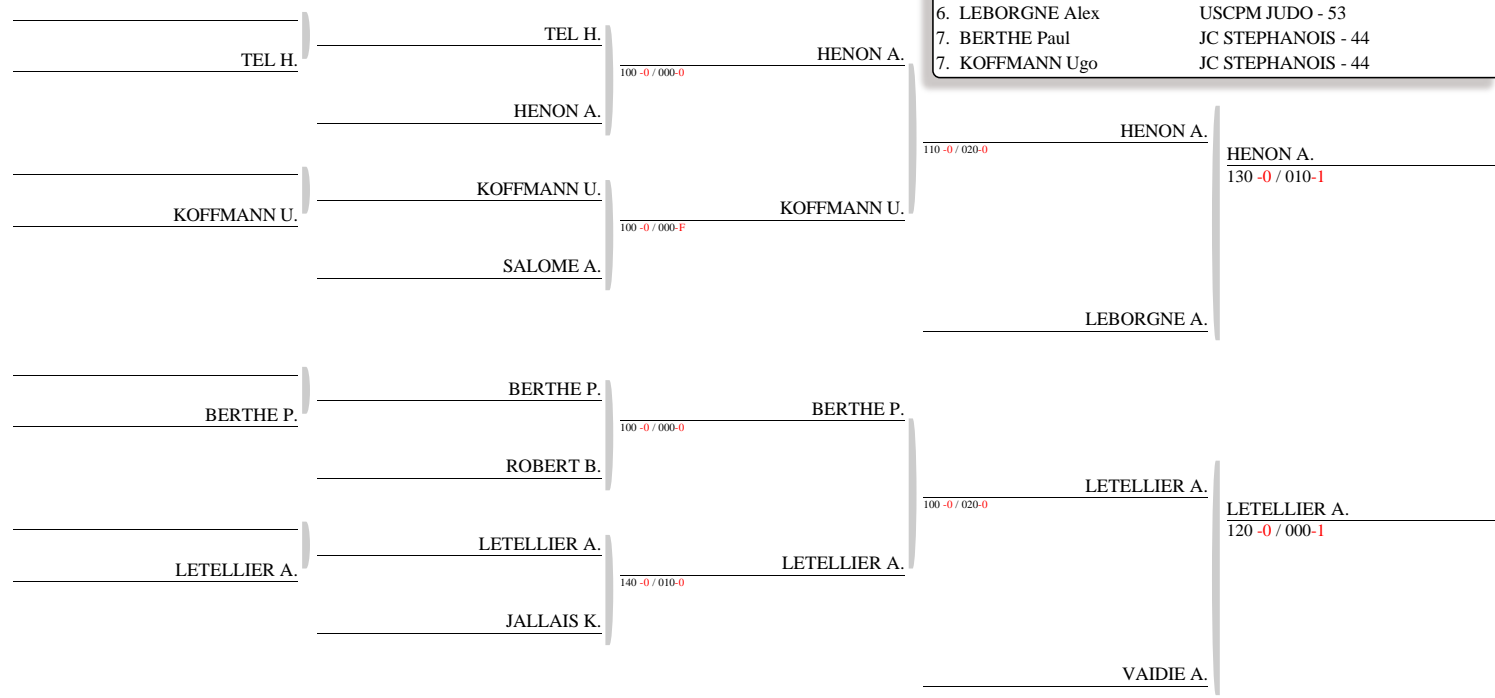 6. LEBORGNE Alex USCPM JUDO - 53
7. BERTHE Paul JC STEPHANOIS - 44
7. KOFFMANN Ugo JC STEPHANOIS - 44
TEL H.
TEL H.
HENON A.
100 -0 / 000-0
HENON A.
HENON A.
110 -0 / 020-0
HENON A.
130 -0 / 010-1
KOFFMANN U.
KOFFMANN U.
KOFFMANN U.
100 -0 / 000-F
SALOME A.
LEBORGNE A.
BERTHE P.
BERTHE P.
BERTHE P.
100 -0 / 000-0
ROBERT B.
LETELLIER A.
100 -0 / 020-0
LETELLIER A.
120 -0 / 000-1
LETELLIER A.
LETELLIER A.
LETELLIER A.
140 -0 / 010-0
JALLAIS K.
VAIDIE A.